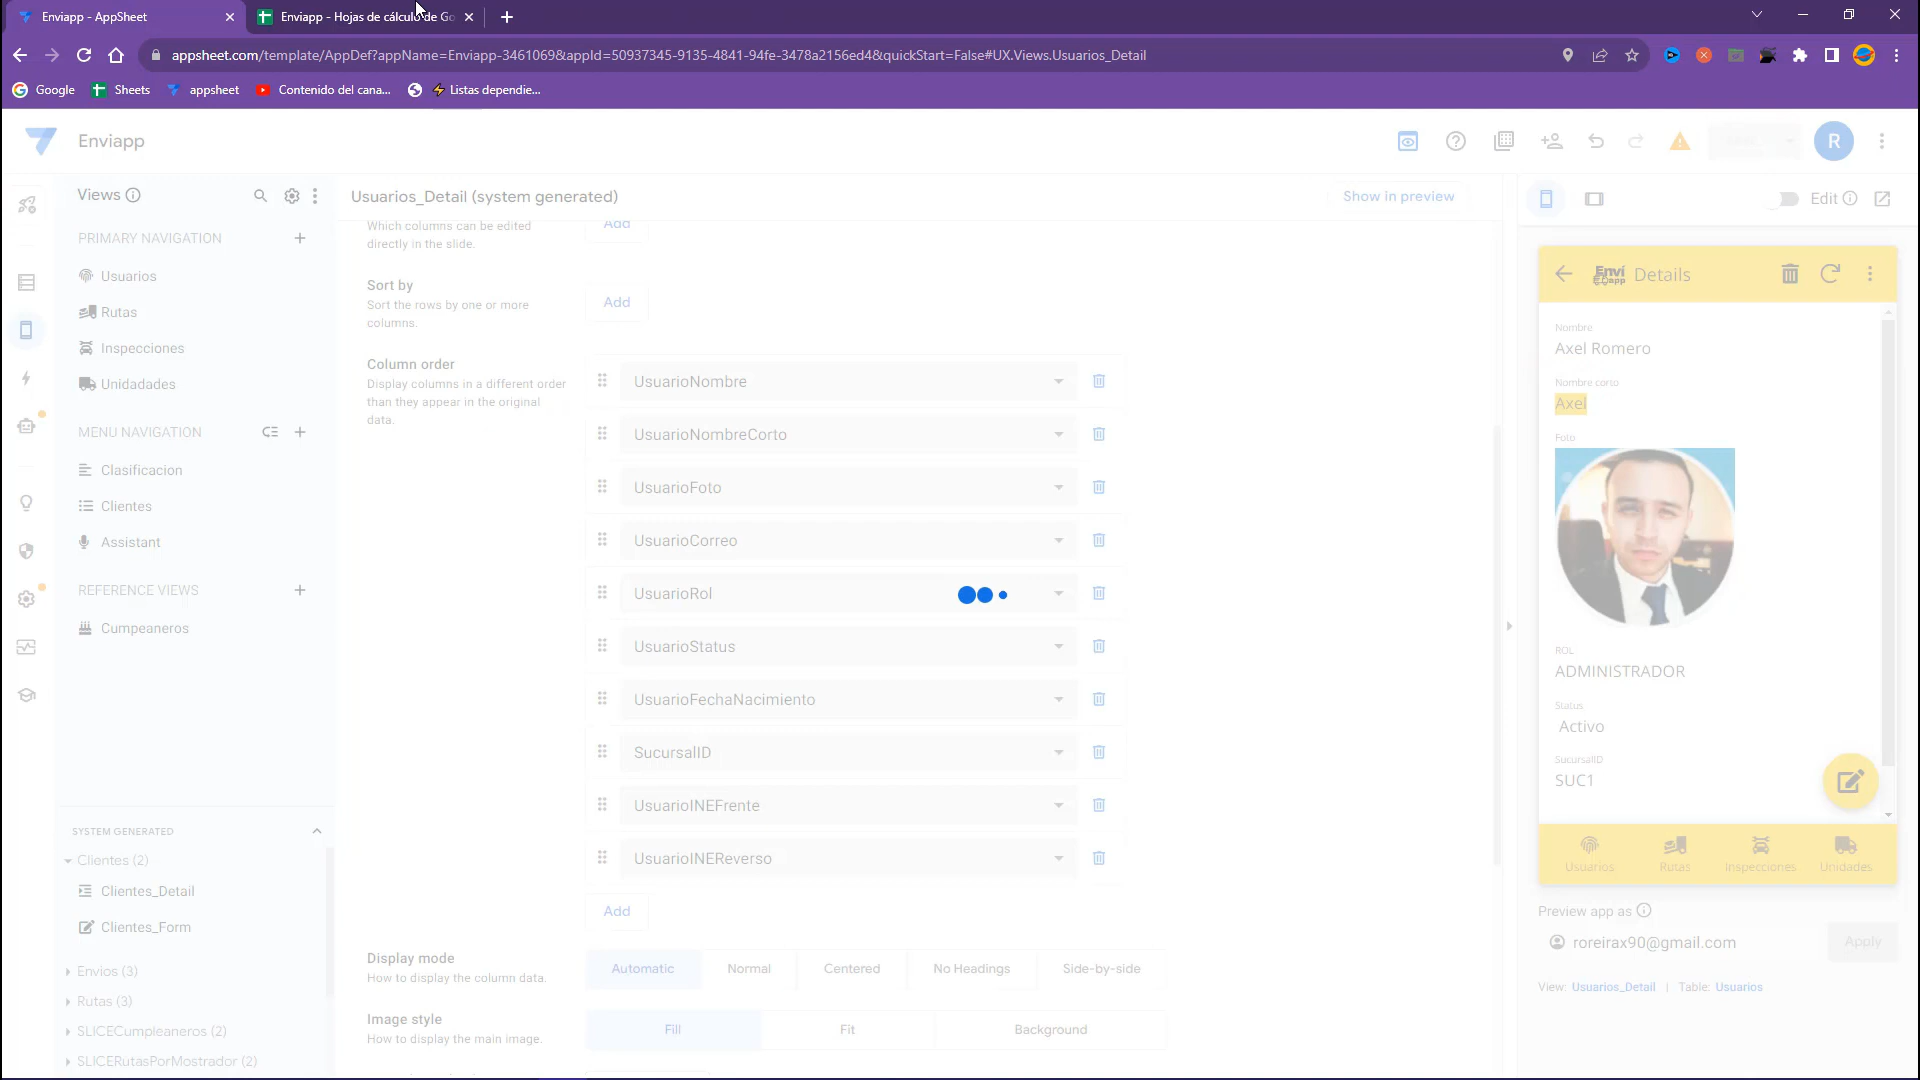 Enviapp - AppSheet
Enviapp - Hojas de cálculo de Go
appsheet.com/template/AppDef?appName=Enviapp-3461069&appId=50937345-9135-4841-94fe-3478a2156ed4&quickStart=False#UX.Views.Usuarios_Detail
Google
Sheets
appsheet
Contenido del cana...
Listas dependie...
Enviapp
R
Views
PRIMARY NAVIGATION
Usuarios
Rutas
Inspecciones
Unidadades
MENU NAVIGATION
Clasificacion
Clientes
Assistant
REFERENCE VIEWS
Cumpeaneros
SYSTEM GENERATED
Clientes (2)
Clientes_Detail
Clientes_Form
Envios (3)
Rutas (3)
SLICECumpleaneros (2)
SLICERutasPorMostrador (2)
Usuarios_Detail (system generated)
Show in preview
Which columns can be edited
directly in the slide.
Add
Sort by
Sort the rows by one or more
columns.
Add
Column order
Display columns in a different order
than they appear in the original
data.
UsuarioNombre
UsuarioNombreCorto
UsuarioFoto
UsuarioCorreo
UsuarioRol
UsuarioStatus
UsuarioFechaNacimiento
SucursalID
UsuarioINEFrente
UsuarioINEReverso
Add
Display mode
How to display the column data.
Automatic
Normal
Centered
No Headings
Side-by-side
Image style
How to display the main image.
Fill
Fit
Background
Edit
Enví app
Details
Nombre
Axel Romero
Nombre corto
Axel
Foto
ROL
ADMINISTRADOR
Status
Activo
SucursalID
SUC1
Usuarios
Rutas
Inspecciones
Unidades
Preview app as
roreirax90@gmail.com
Apply
View: Usuarios_Detail | Table: Usuarios